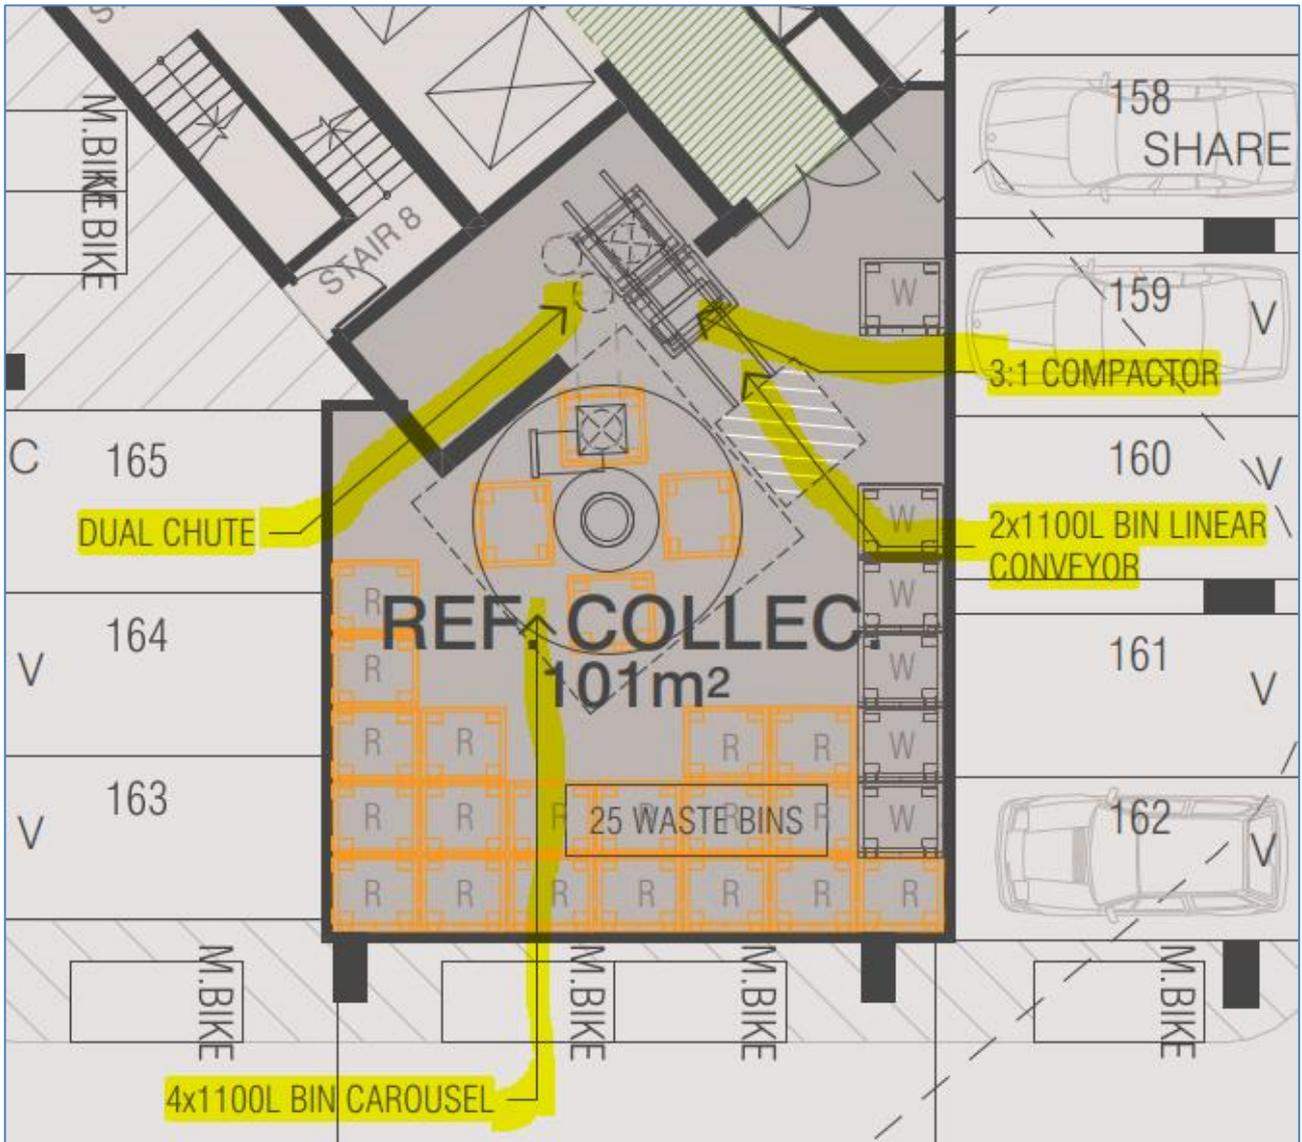 M.BIKE
M.BIKE
STAIR 8
158
SHARE
W
159
V
3:1 COMPACTOR
C
165
160
V
DUAL CHUTE
W
2x1100L BIN LINEAR
CONVEYOR
R
W
REF. COLLEC.
101m²
V
164
R
W
161
V
R R R R W
V
163
R R R R R R W
25 WASTE BINS
162
V
R R R R R R R
M.BIKE
M.BIKE
M.BIKE
M.BIKE
4x1100L BIN CAROUSEL